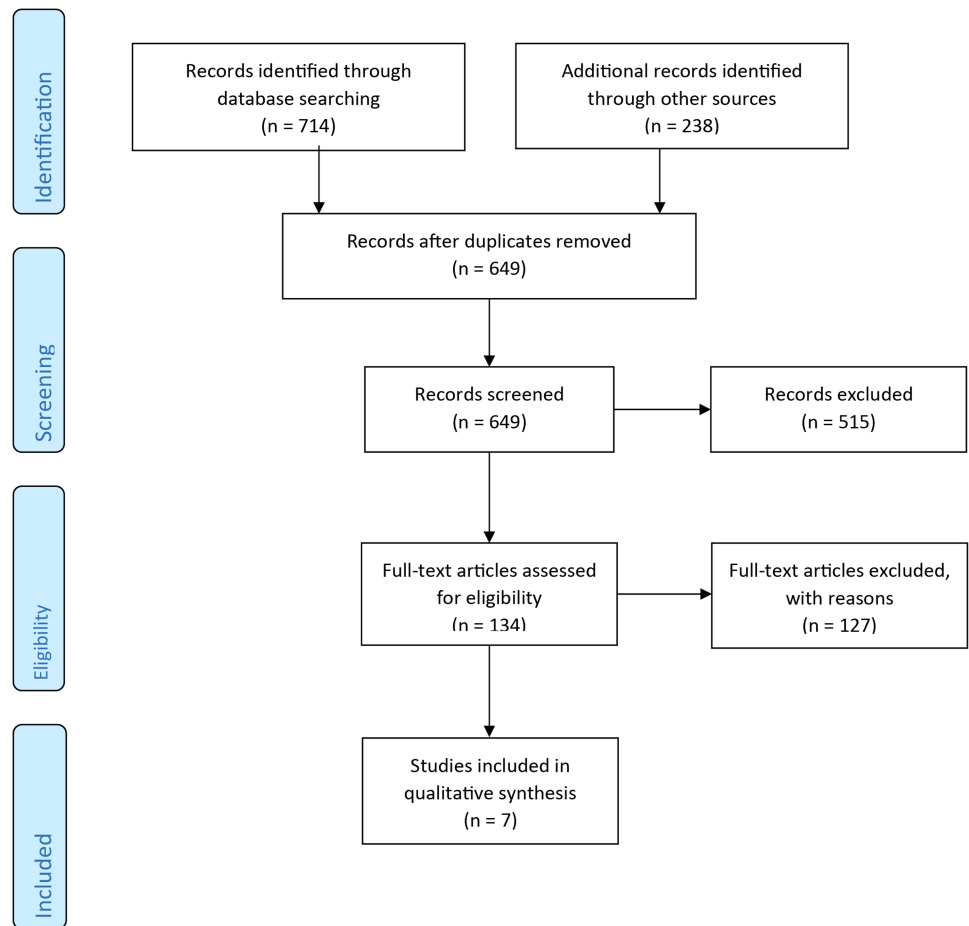 Identification
Records identified through
database searching
(n = 714)
Additional records identified
through other sources
(n = 238)
Records after duplicates removed
(n = 649)
Screening
Records screened
(n = 649)
Records excluded
(n = 515)
Eligibility
Full-text articles assessed
for eligibility
(n = 134)
Full-text articles excluded,
with reasons
(n = 127)
Included
Studies included in
qualitative synthesis
(n = 7)